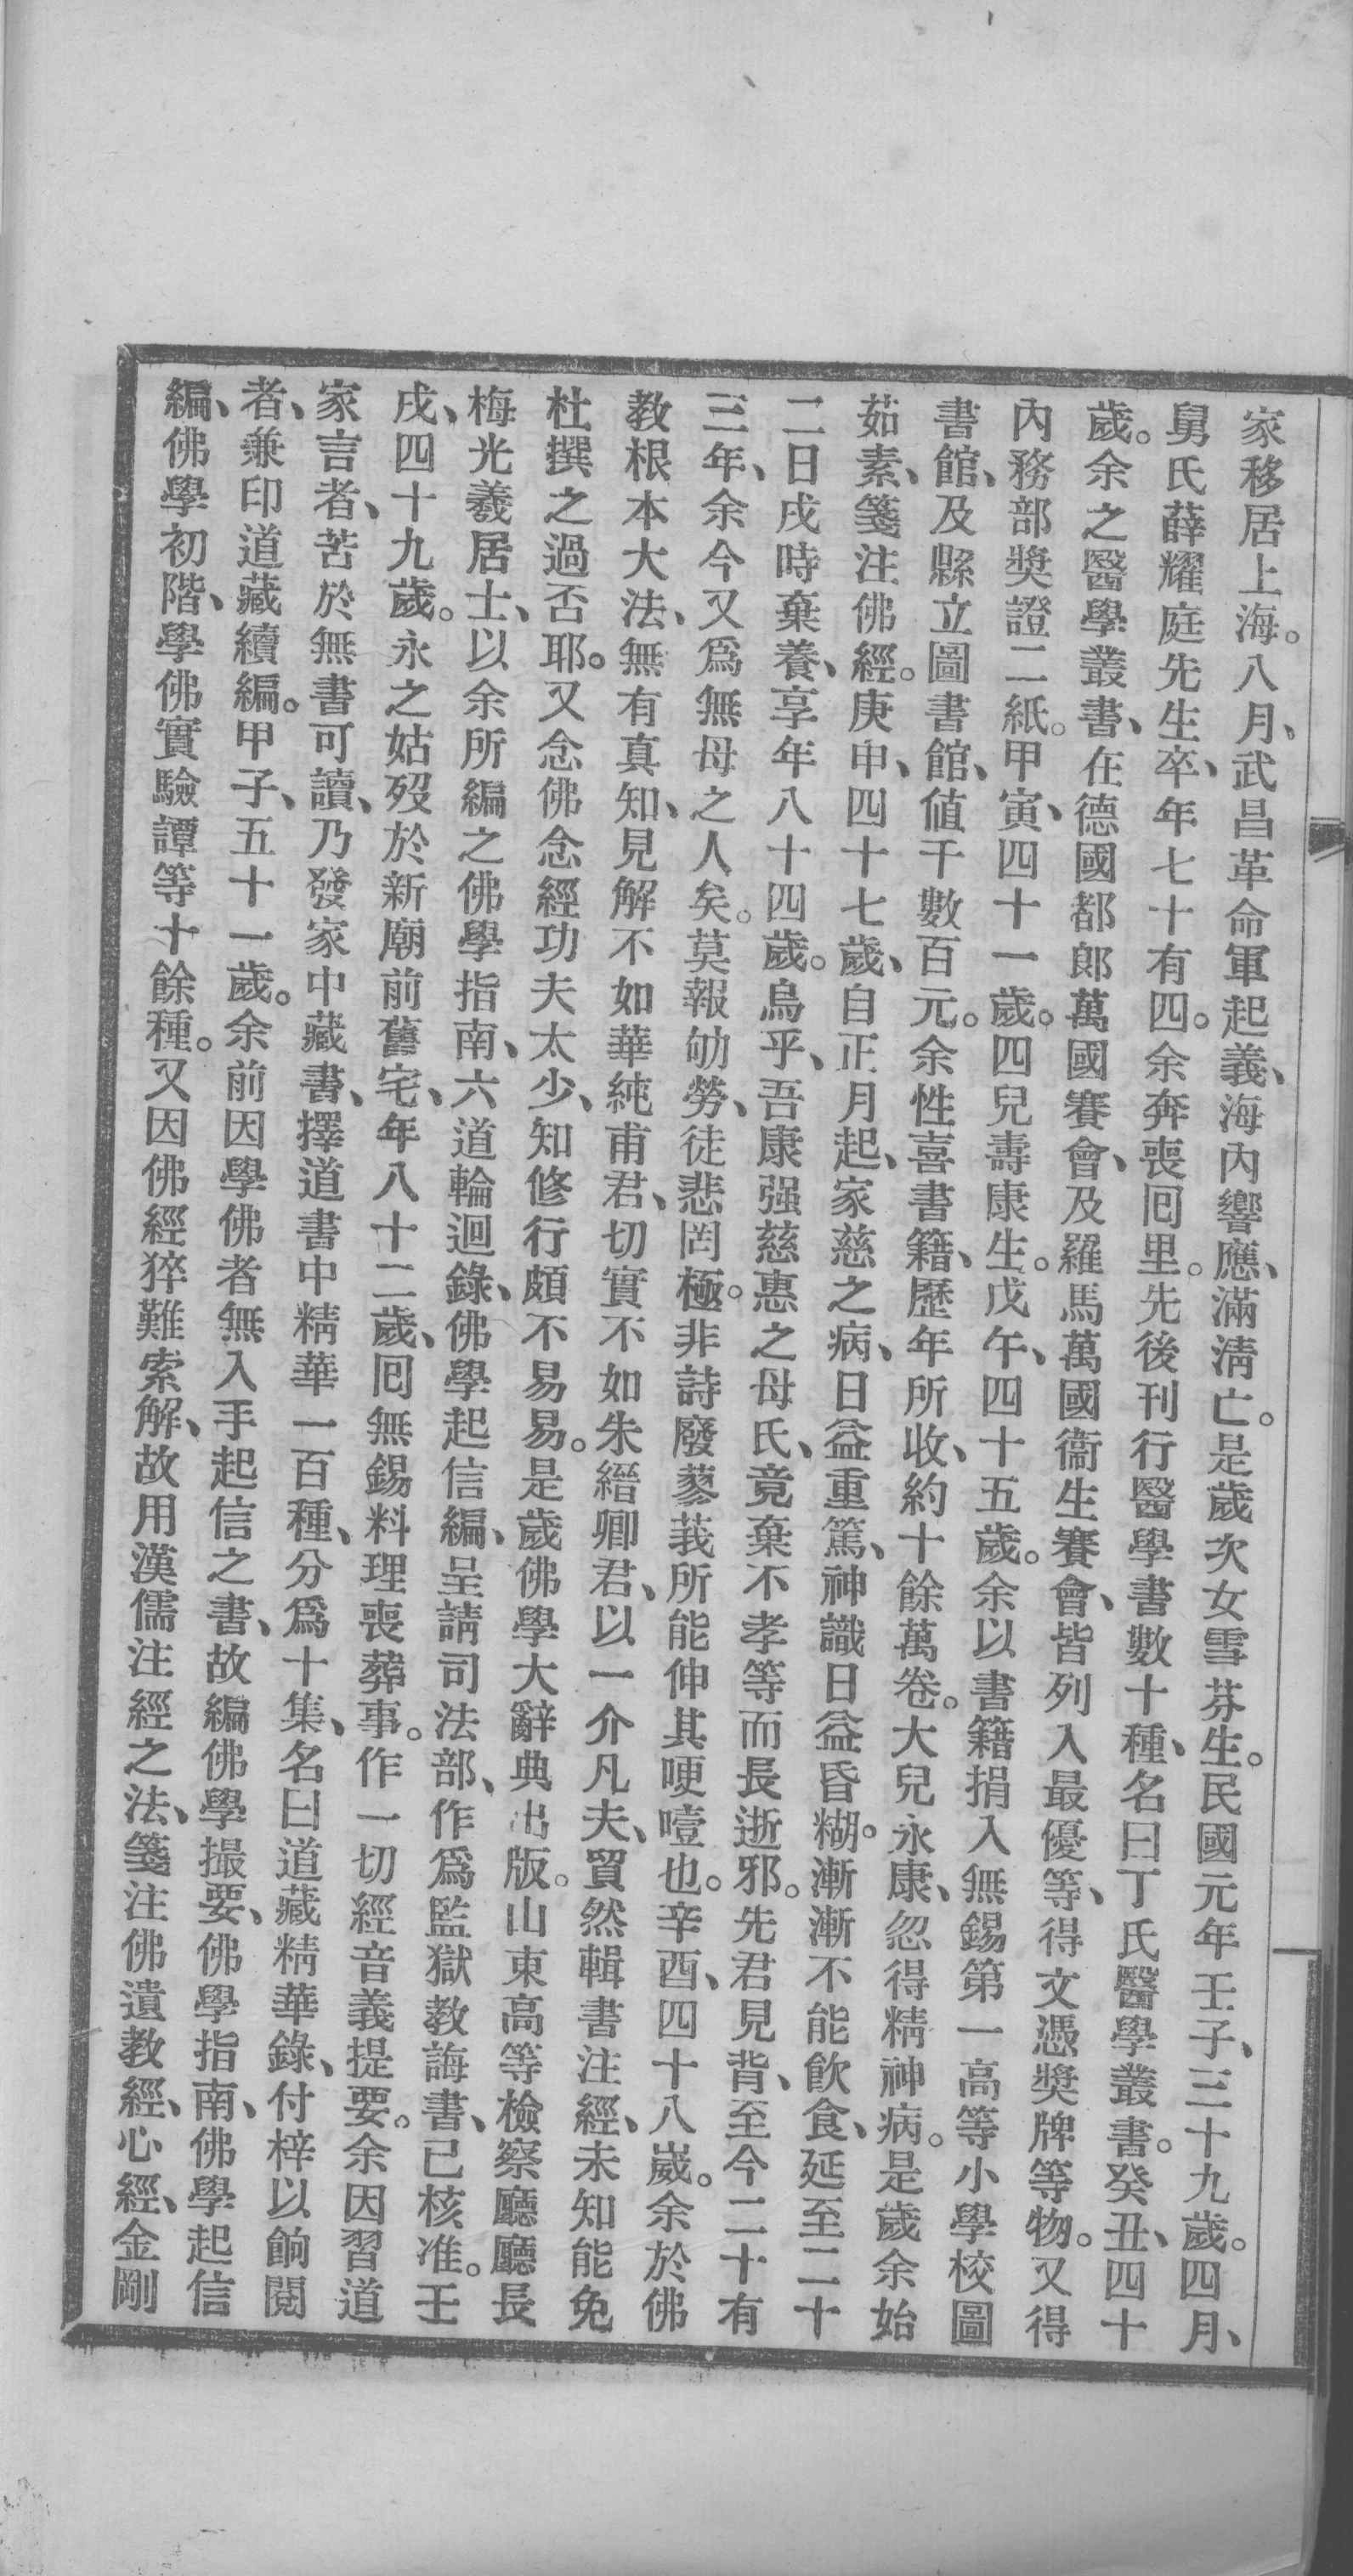 家移居上海。八月、武昌革命軍起義、海內響應、滿淸亡。是歲次女雪芬生。民國元年壬子、三十九歲。四月、
舅氏薛耀庭先生卒、年七十有四。余奔喪囘里。先後刊行醫學書數十種、名曰丁氏醫學叢書。癸丑、四十
歲。余之醫學叢書、在德國都郞萬國賽會、及羅馬萬國衞生賽會、皆列入最優等、得文憑獎牌等物。又得
內務部獎證二紙。甲寅、四十一歲。四兒壽康生。戊午、四十五歲。余以書籍捐入無錫第一高等小學校圖
書館、及縣立圖書館、值千數百元。余性喜書籍、歷年所收、約十餘萬卷。大兒永康、忽得精神病。是歲余始
茹素、箋注佛經。庚申、四十七歲、自正月起、家慈之病、日益重篤、神識日益昏糊。漸漸不能飮食、延至二十
二日戌時棄養、享年八十四歲。烏乎、吾康强慈惠之母氏、竟棄不孝等而長逝邪。先君見背、至今二十有
三年、余今又爲無母之人矣。莫報劬勞、徒悲罔極。非詩廢蓼莪所能伸其哽噎也。辛酉、四十八歲。余於佛
教根本大法、無有真知、見解不如華純甫君、切實不如朱縉卿君、以一介凡夫、貿然輯書注經、未知能免
杜撰之過否耶。又念佛念經功夫太少、知修行頗不易易。是歲佛學大辭典出版。山東高等檢察廳廳長
梅光羲居士、以余所編之佛學指南、六道輪迴錄、佛學起信編、呈請司法部、作爲監獄教誨書、已核准。壬
戌、四十九歲。永之姑歿於新廟前舊宅、年八十二歲、囘無錫料理喪葬事。作一切經音義提要。余因習道
家言者、苦於無書可讀、乃發家中藏書、擇道書中精華一百種、分爲十集、名曰道藏精華錄、付梓以餉閱
者、兼印道藏續編。甲子、五十一歲。余前因學佛者無入手起信之書、故編佛學撮要、佛學指南、佛學起信
編、佛學初階、學佛實驗譚等十餘種。又因佛經猝難索解、故用漢儒注經之法、箋注佛遺教經、心經、金剛